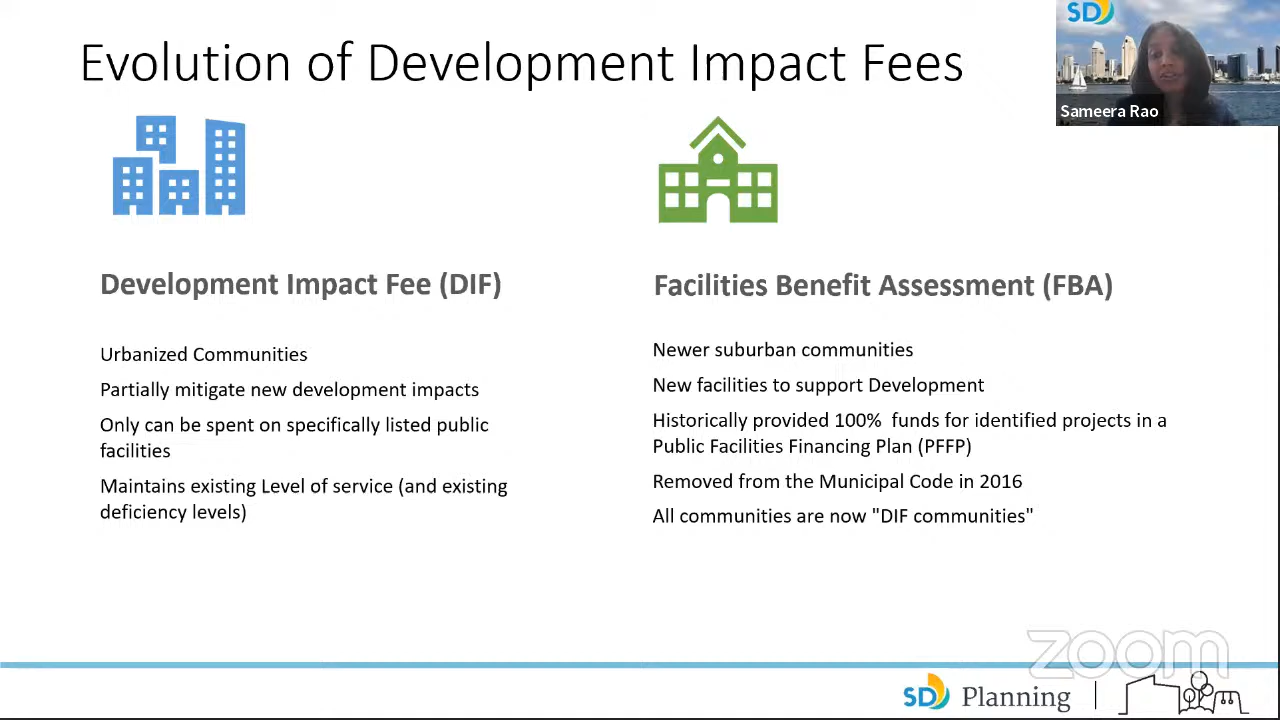 Evolution of Development Impact Fees
SD
Sameera Rao
Development Impact Fee (DIF)
Urbanized Communities
Partially mitigate new development impacts
Only can be spent on specifically listed public
facilities
Maintains existing Level of service (and existing
deficiency levels)
Facilities Benefit Assessment (FBA)
Newer suburban communities
New facilities to support Development
Historically provided 100%  funds for identified projects in a
Public Facilities Financing Plan (PFFP)
Removed from the Municipal Code in 2016
All communities are now "DIF communities"
zoom
SD Planning